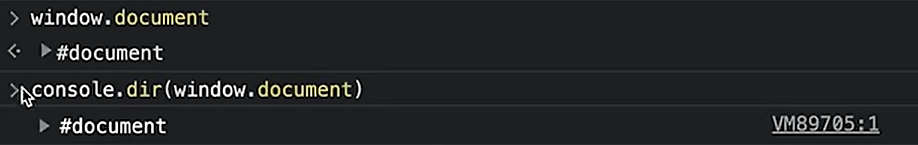 > window.document
<· ▶ #document
> console.dir(window.document)
▶ #document VM89705:1